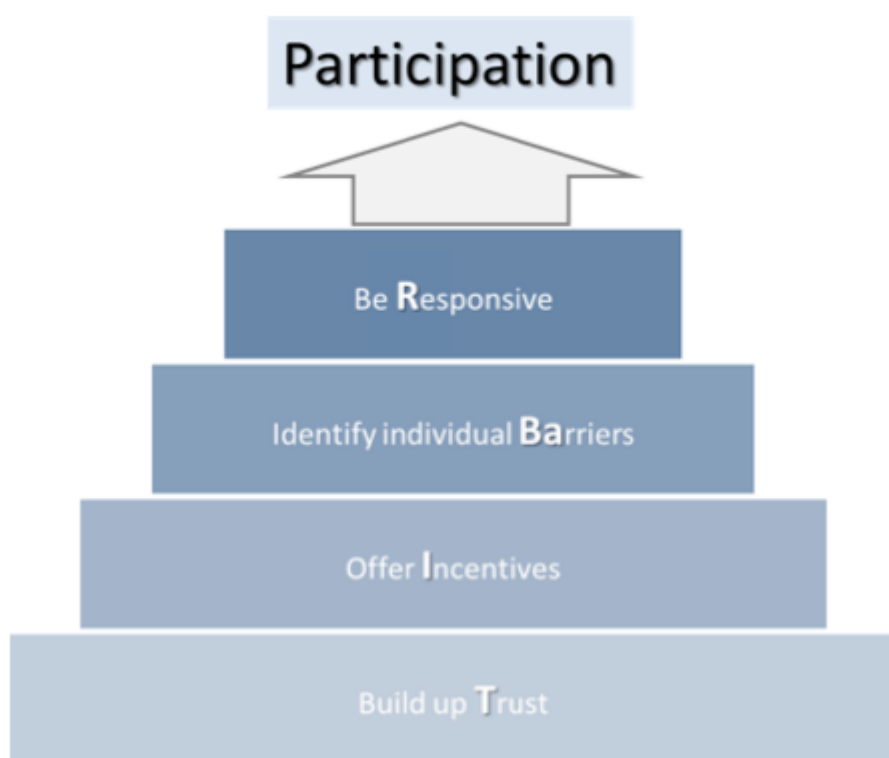 Participation
Be Responsive
Identify individual Barriers
Offer Incentives
Build up Trust